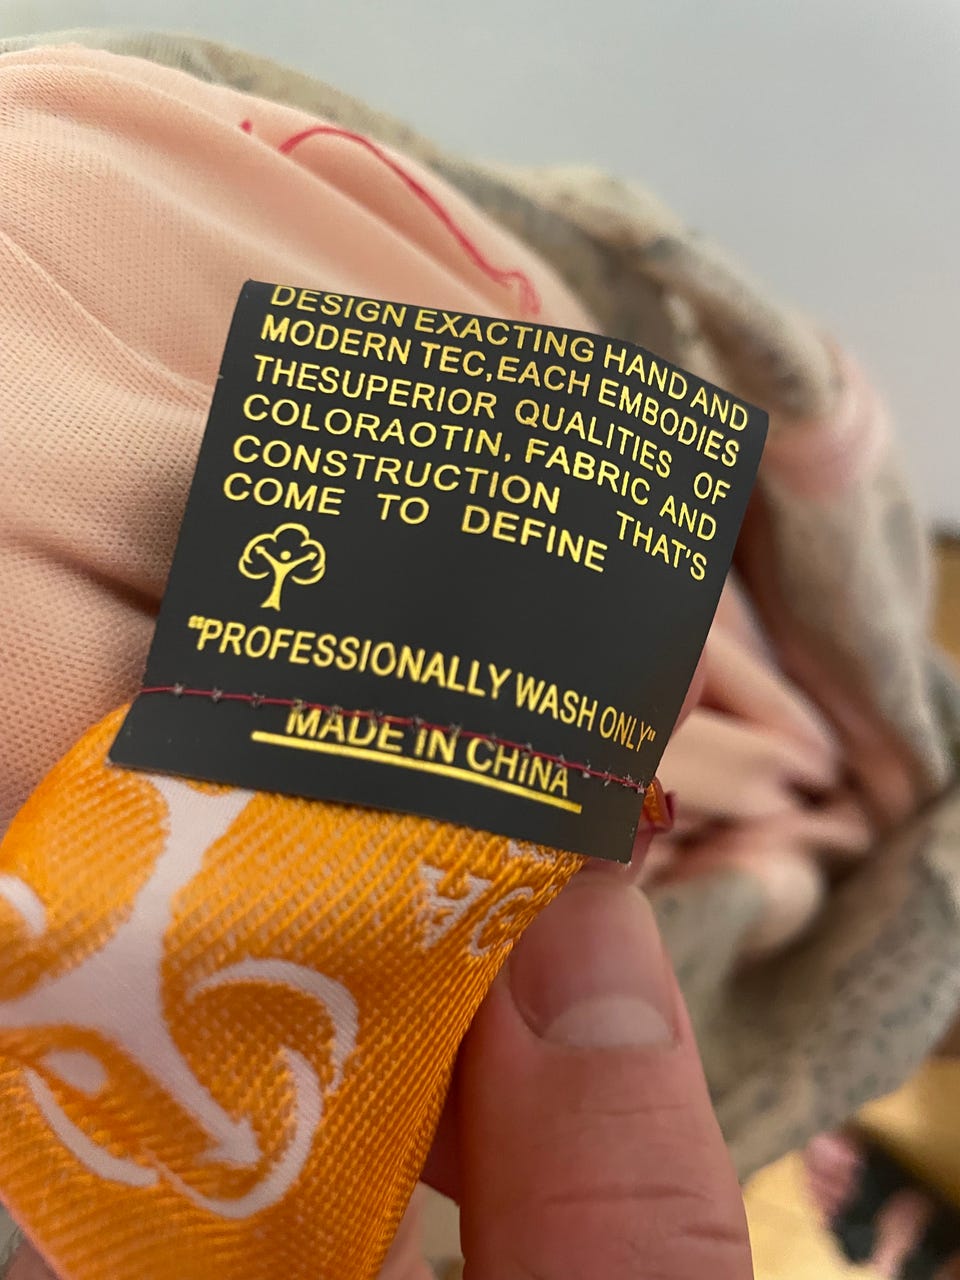 DESIGN EXACTING HAND AND
MODERN TEC,EACH EMBODIES
THESUPERIOR QUALITIES OF
COLORAOTIN, FABRIC AND
CONSTRUCTION THAT'S
COME TO DEFINE
"PROFESSIONALLY WASH ONLY"
MADE IN CHINA